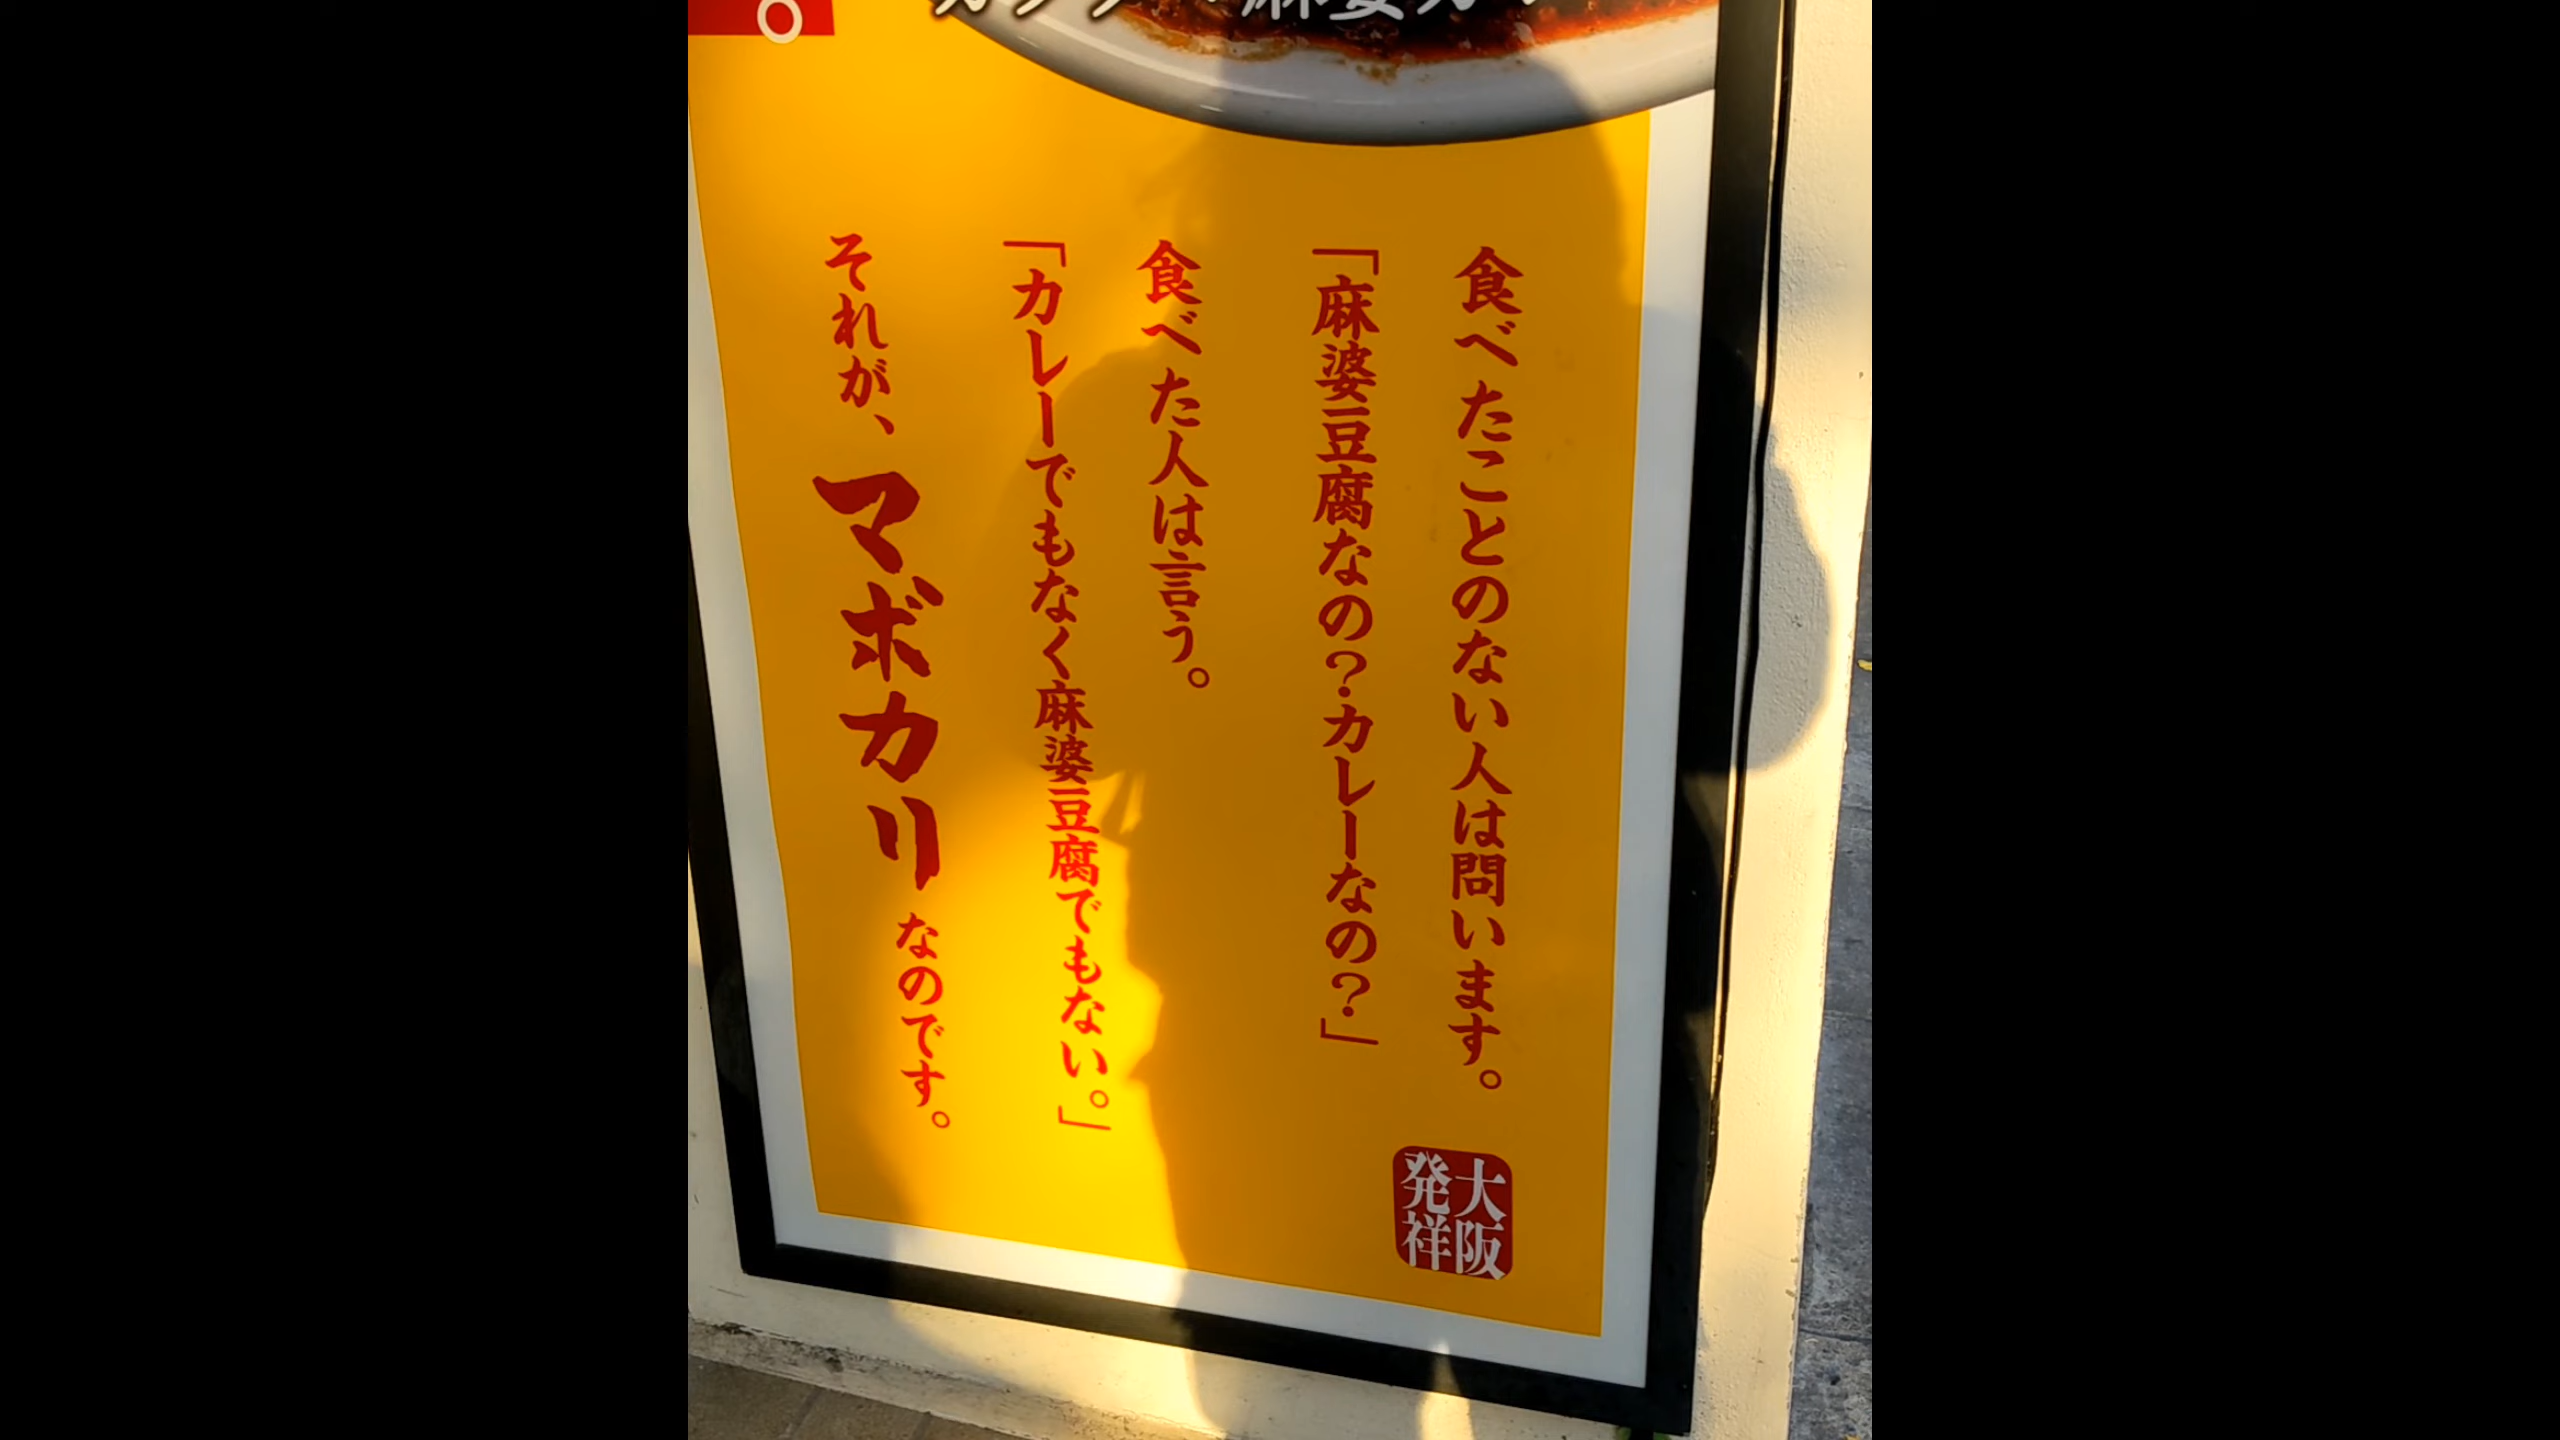 食べたことのない人は問います。
「麻婆豆腐なの?カレーなの?」
食べた人は言う。
「カレーでもなく麻婆豆腐でもない。」
それが、マボカリなのです。
大阪
発祥